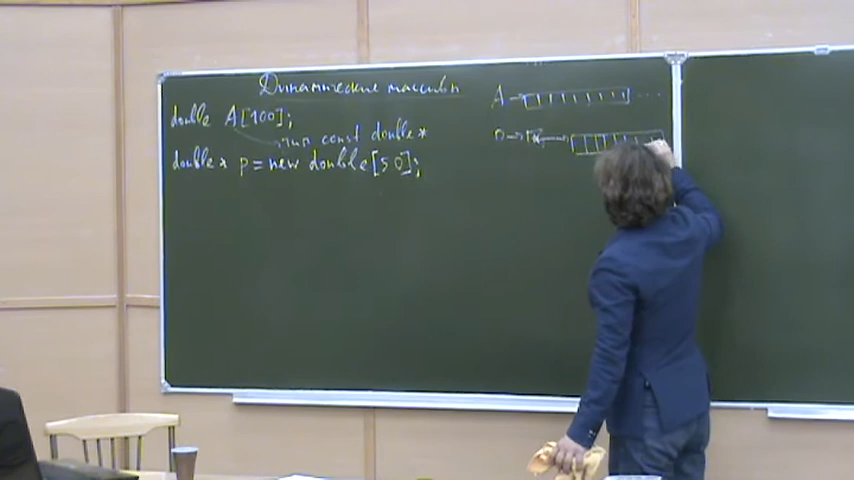 Динамические массивы
double A[100];
тип const double*
double* p = new double[50];
A→
p→